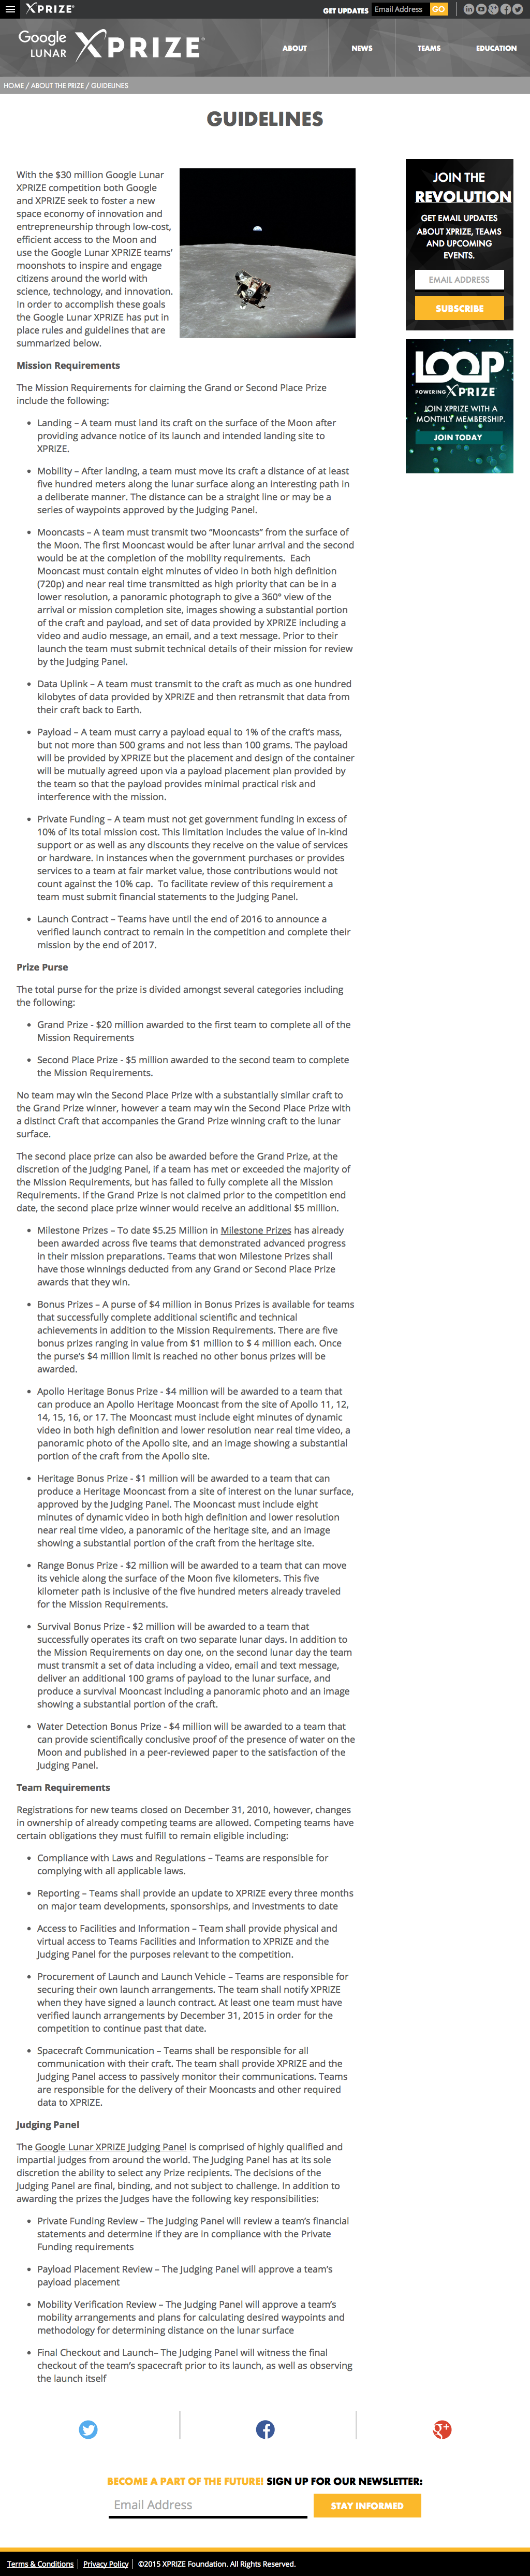 XPRIZE
GET UPDATES
Email Address
GO
Google
LUNAR
XPRIZE
ABOUT
NEWS
TEAMS
EDUCATION
HOME / ABOUT THE PRIZE / GUIDELINES
GUIDELINES
With the $30 million Google Lunar
XPRIZE competition both Google
and XPRIZE seek to foster a new
space economy of innovation and
entrepreneurship through low-cost,
efficient access to the Moon and
use the Google Lunar XPRIZE teams’
moonshots to inspire and engage
citizens around the world with
science, technology, and innovation.
In order to accomplish these goals
the Google Lunar XPRIZE has put in
place rules and guidelines that are
summarized below.
Mission Requirements
The Mission Requirements for claiming the Grand or Second Place Prize
include the following:
• Landing – A team must land its craft on the surface of the Moon after
providing advance notice of its launch and intended landing site to
XPRIZE.
• Mobility – After landing, a team must move its craft a distance of at least
five hundred meters along the lunar surface along an interesting path in
a deliberate manner. The distance can be a straight line or may be a
series of waypoints approved by the Judging Panel.
• Mooncasts – A team must transmit two “Mooncasts” from the surface of
the Moon. The first Mooncast would be after lunar arrival and the second
would be at the completion of the mobility requirements.  Each
Mooncast must contain eight minutes of video in both high definition
(720p) and near real time transmitted as high priority that can be in a
lower resolution, a panoramic photograph to give a 360° view of the
arrival or mission completion site, images showing a substantial portion
of the craft and payload, and set of data provided by XPRIZE including a
video and audio message, an email, and a text message. Prior to their
launch the team must submit technical details of their mission for review
by the Judging Panel.
• Data Uplink – A team must transmit to the craft as much as one hundred
kilobytes of data provided by XPRIZE and then retransmit that data from
their craft back to Earth.
• Payload – A team must carry a payload equal to 1% of the craft’s mass,
but not more than 500 grams and not less than 100 grams. The payload
will be provided by XPRIZE but the placement and design of the container
will be mutually agreed upon via a payload placement plan provided by
the team so that the payload provides minimal practical risk and
interference with the mission.
• Private Funding – A team must not get government funding in excess of
10% of its total mission cost. This limitation includes the value of in-kind
support or as well as any discounts they receive on the value of services
or hardware. In instances when the government purchases or provides
services to a team at fair market value, those contributions would not
count against the 10% cap.  To facilitate review of this requirement a
team must submit financial statements to the Judging Panel.
• Launch Contract – Teams have until the end of 2016 to announce a
verified launch contract to remain in the competition and complete their
mission by the end of 2017.
Prize Purse
The total purse for the prize is divided amongst several categories including
the following:
• Grand Prize - $20 million awarded to the first team to complete all of the
Mission Requirements
• Second Place Prize - $5 million awarded to the second team to complete
the Mission Requirements.
No team may win the Second Place Prize with a substantially similar craft to
the Grand Prize winner, however a team may win the Second Place Prize with
a distinct Craft that accompanies the Grand Prize winning craft to the lunar
surface.
The second place prize can also be awarded before the Grand Prize, at the
discretion of the Judging Panel, if a team has met or exceeded the majority of
the Mission Requirements, but has failed to fully complete all the Mission
Requirements. If the Grand Prize is not claimed prior to the competition end
date, the second place prize winner would receive an additional $5 million.
• Milestone Prizes – To date $5.25 Million in Milestone Prizes has already
been awarded across five teams that demonstrated advanced progress
in their mission preparations. Teams that won Milestone Prizes shall
have those winnings deducted from any Grand or Second Place Prize
awards that they win.
• Bonus Prizes – A purse of $4 million in Bonus Prizes is available for teams
that successfully complete additional scientific and technical
achievements in addition to the Mission Requirements. There are five
bonus prizes ranging in value from $1 million to $ 4 million each. Once
the purse’s $4 million limit is reached no other bonus prizes will be
awarded.
• Apollo Heritage Bonus Prize - $4 million will be awarded to a team that
can produce an Apollo Heritage Mooncast from the site of Apollo 11, 12,
14, 15, 16, or 17. The Mooncast must include eight minutes of dynamic
video in both high definition and lower resolution near real time video, a
panoramic photo of the Apollo site, and an image showing a substantial
portion of the craft from the Apollo site.
• Heritage Bonus Prize - $1 million will be awarded to a team that can
produce a Heritage Mooncast from a site of interest on the lunar surface,
approved by the Judging Panel. The Mooncast must include eight
minutes of dynamic video in both high definition and lower resolution
near real time video, a panoramic of the heritage site, and an image
showing a substantial portion of the craft from the heritage site.
• Range Bonus Prize - $2 million will be awarded to a team that can move
its vehicle along the surface of the Moon five kilometers. This five
kilometer path is inclusive of the five hundred meters already traveled
for the Mission Requirements.
• Survival Bonus Prize - $2 million will be awarded to a team that
successfully operates its craft on two separate lunar days. In addition to
the Mission Requirements on day one, on the second lunar day the team
must transmit a set of data including a video, email and text message,
deliver an additional 100 grams of payload to the lunar surface, and
produce a survival Mooncast including a panoramic photo and an image
showing a substantial portion of the craft.
• Water Detection Bonus Prize - $4 million will be awarded to a team that
can provide scientifically conclusive proof of the presence of water on the
Moon and published in a peer-reviewed paper to the satisfaction of the
Judging Panel.
Team Requirements
Registrations for new teams closed on December 31, 2010, however, changes
in ownership of already competing teams are allowed. Competing teams have
certain obligations they must fulfill to remain eligible including:
• Compliance with Laws and Regulations – Teams are responsible for
complying with all applicable laws.
• Reporting – Teams shall provide an update to XPRIZE every three months
on major team developments, sponsorships, and investments to date
• Access to Facilities and Information – Team shall provide physical and
virtual access to Teams Facilities and Information to XPRIZE and the
Judging Panel for the purposes relevant to the competition.
• Procurement of Launch and Launch Vehicle – Teams are responsible for
securing their own launch arrangements. The team shall notify XPRIZE
when they have signed a launch contract. At least one team must have
verified launch arrangements by December 31, 2015 in order for the
competition to continue past that date.
• Spacecraft Communication – Teams shall be responsible for all
communication with their craft. The team shall provide XPRIZE and the
Judging Panel access to passively monitor their communications. Teams
are responsible for the delivery of their Mooncasts and other required
data to XPRIZE.
Judging Panel
The Google Lunar XPRIZE Judging Panel is comprised of highly qualified and
impartial judges from around the world. The Judging Panel has at its sole
discretion the ability to select any Prize recipients. The decisions of the
Judging Panel are final, binding, and not subject to challenge. In addition to
awarding the prizes the Judges have the following key responsibilities:
• Private Funding Review – The Judging Panel will review a team’s financial
statements and determine if they are in compliance with the Private
Funding requirements
• Payload Placement Review – The Judging Panel will approve a team’s
payload placement
• Mobility Verification Review – The Judging Panel will approve a team’s
mobility arrangements and plans for calculating desired waypoints and
methodology for determining distance on the lunar surface
• Final Checkout and Launch– The Judging Panel will witness the final
checkout of the team’s spacecraft prior to its launch, as well as observing
the launch itself
JOIN THE
REVOLUTION
GET EMAIL UPDATES
ABOUT XPRIZE, TEAMS
AND UPCOMING
EVENTS.
EMAIL ADDRESS
SUBSCRIBE
LOOP
POWERING XPRIZE
JOIN XPRIZE WITH A
MONTHLY MEMBERSHIP.
JOIN TODAY
BECOME A PART OF THE FUTURE! SIGN UP FOR OUR NEWSLETTER:
Email Address
STAY INFORMED
Terms & Conditions | Privacy Policy | ©2015 XPRIZE Foundation. All Rights Reserved.